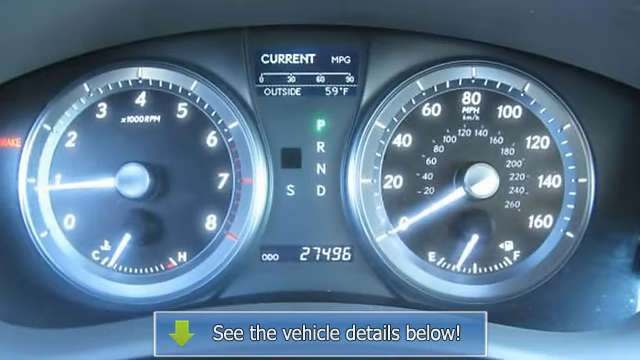 CURRENT MPG
0 30 60 90
OUTSIDE 59°F
BRAKE
0 1 2 3 4 5 6 7 8
x1000RPM
C H
P
R
N
S D
ODO 27496
0 20 40 60 80 100 120 140 160
MPH
km/h
20 40 60 80 100 120 140 160 200 220 240 260
E F
See the vehicle details below!